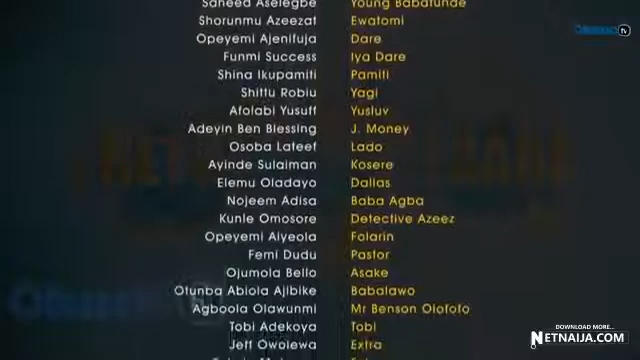 Saheed Aselegbe Young Babatunde
Shorunmu Azeezat Ewatomi
Opeyemi Ajenifuja Dare
Funmi Success Iya Dare
Shina Ikupamiti Pamiti
Shittu Robiu Yagi
Afolabi Yusuff Yusluv
Adeyin Ben Blessing J. Money
Osoba Lateef Lado
Ayinde Sulaiman Kosere
Elemu Oladayo Dallas
Nojeem Adisa Baba Agba
Kunle Omosore Detective Azeez
Opeyemi Aiyeola Folarin
Femi Dudu Pastor
Ojumola Bello Asake
Otunba Abiola Ajibike Babalawo
Agboola Olawunmi Mr Benson Olofofo
Tobi Adekoya Tobi
Jeff Owolewa Extra
DOWNLOAD MORE...
NETNAIJA.COM
tv